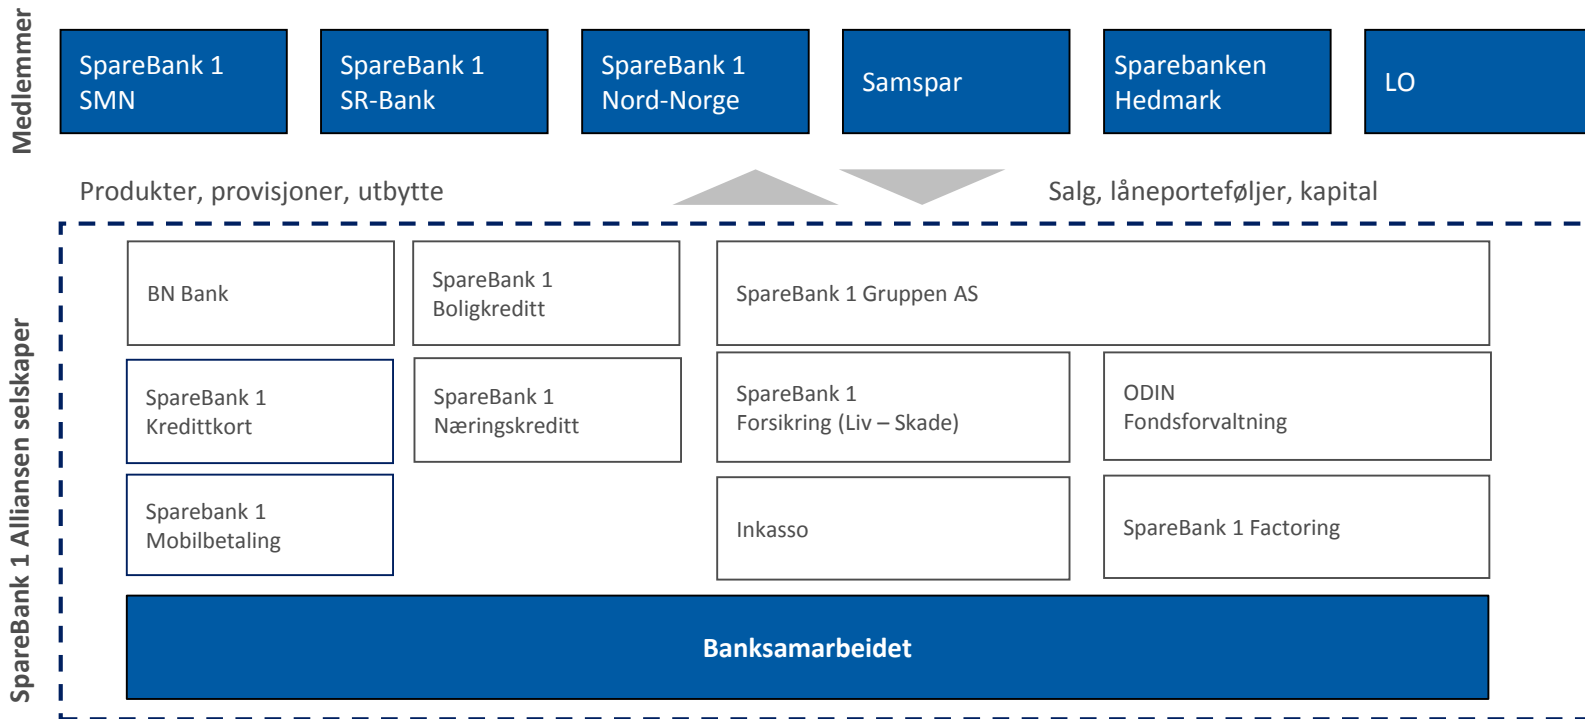 Medlemmer
SpareBank 1
SMN
SpareBank 1
SR-Bank
SpareBank 1
Nord-Norge
Samspar
Sparebanken
Hedmark
LO
Produkter, provisjoner, utbytte
Salg, låneporteføljer, kapital
SpareBank 1 Alliansen selskaper
BN Bank
SpareBank 1
Boligkreditt
SpareBank 1 Gruppen AS
SpareBank 1
Kredittkort
SpareBank 1
Næringskreditt
SpareBank 1
Forsikring (Liv – Skade)
ODIN
Fondsforvaltning
Sparebank 1
Mobilbetaling
Inkasso
SpareBank 1 Factoring
Banksamarbeidet